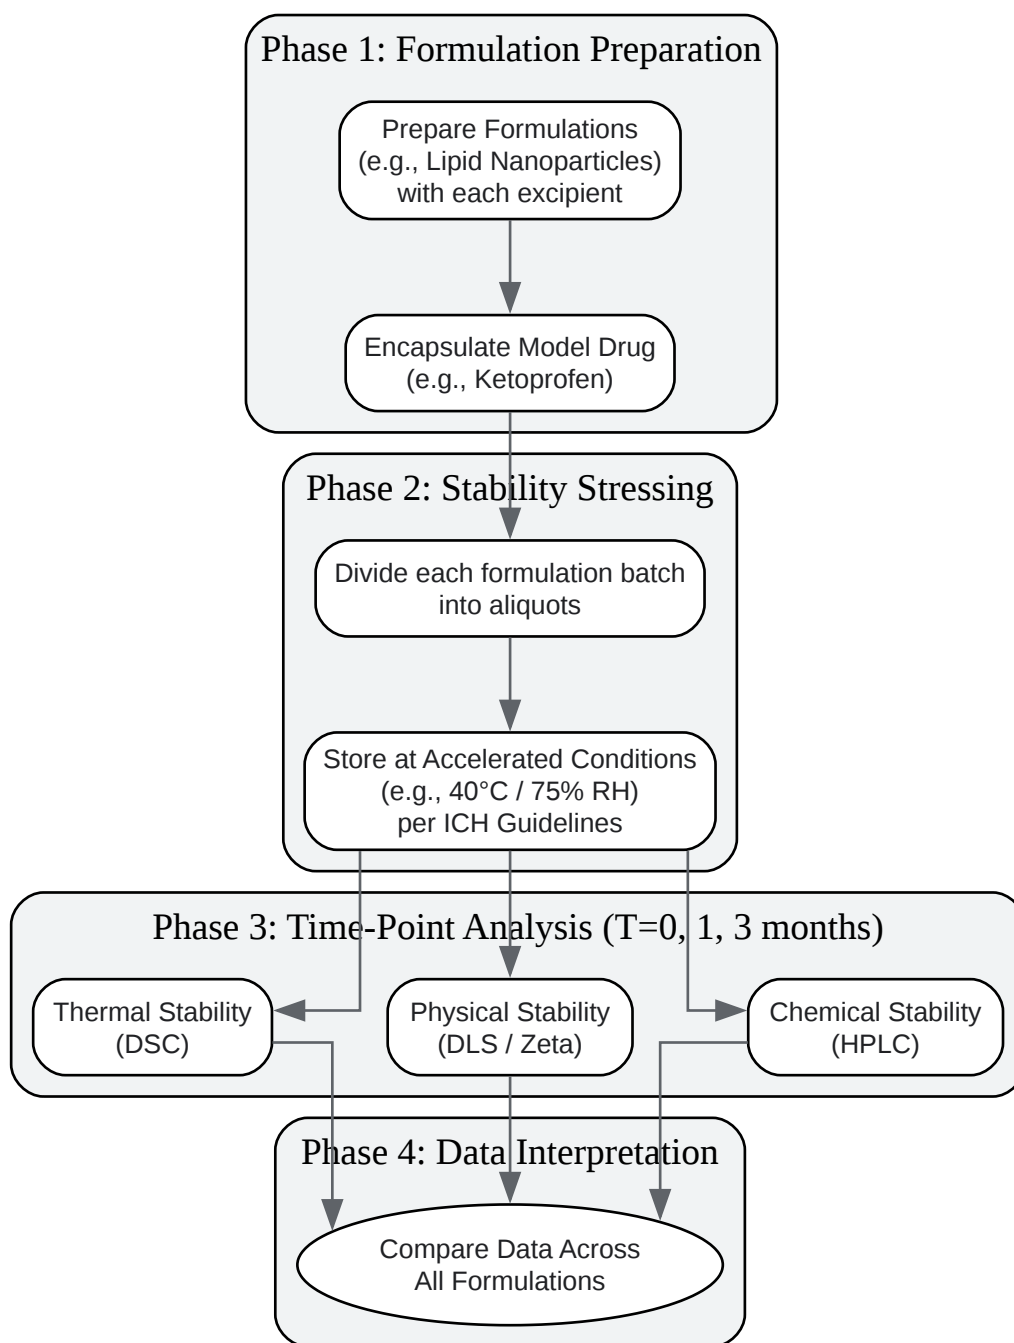 Phase 1: Formulation Preparation
Prepare Formulations
(e.g., Lipid Nanoparticles)
with each excipient
Encapsulate Model Drug
(e.g., Ketoprofen)
Phase 2: Stability Stressing
Divide each formulation batch
into aliquots
Store at Accelerated Conditions
(e.g., 40°C / 75% RH)
per ICH Guidelines
Phase 3: Time-Point Analysis (T=0, 1, 3 months)
Thermal Stability
(DSC)
Physical Stability
(DLS / Zeta)
Chemical Stability
(HPLC)
Phase 4: Data Interpretation
Compare Data Across
All Formulations